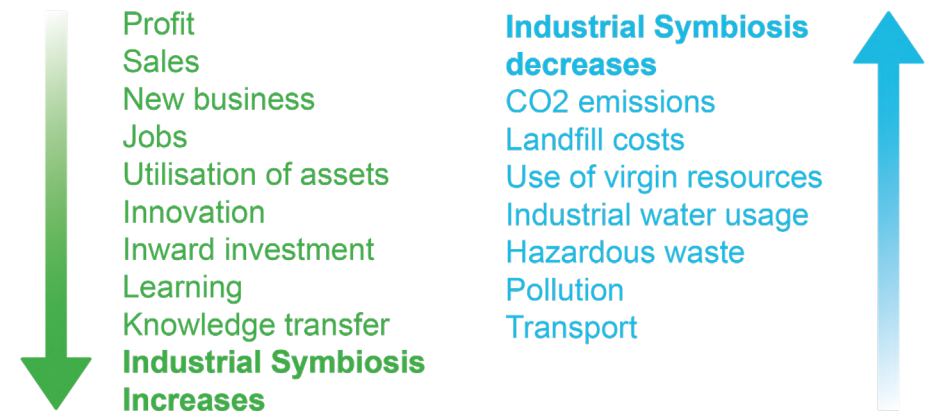 Profit
Sales
New business
Jobs
Utilisation of assets
Innovation
Inward investment
Learning
Knowledge transfer
Industrial Symbiosis
Increases
Industrial Symbiosis
decreases
CO2 emissions
Landfill costs
Use of virgin resources
Industrial water usage
Hazardous waste
Pollution
Transport